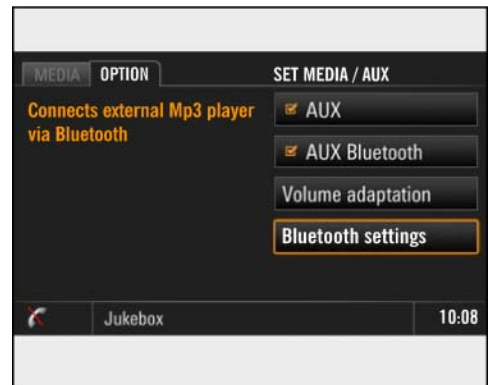 MEDIA OPTION
SET MEDIA / AUX
Connects external Mp3 player
via Bluetooth
AUX
AUX Bluetooth
Volume adaptation
Bluetooth settings
Jukebox
10:08